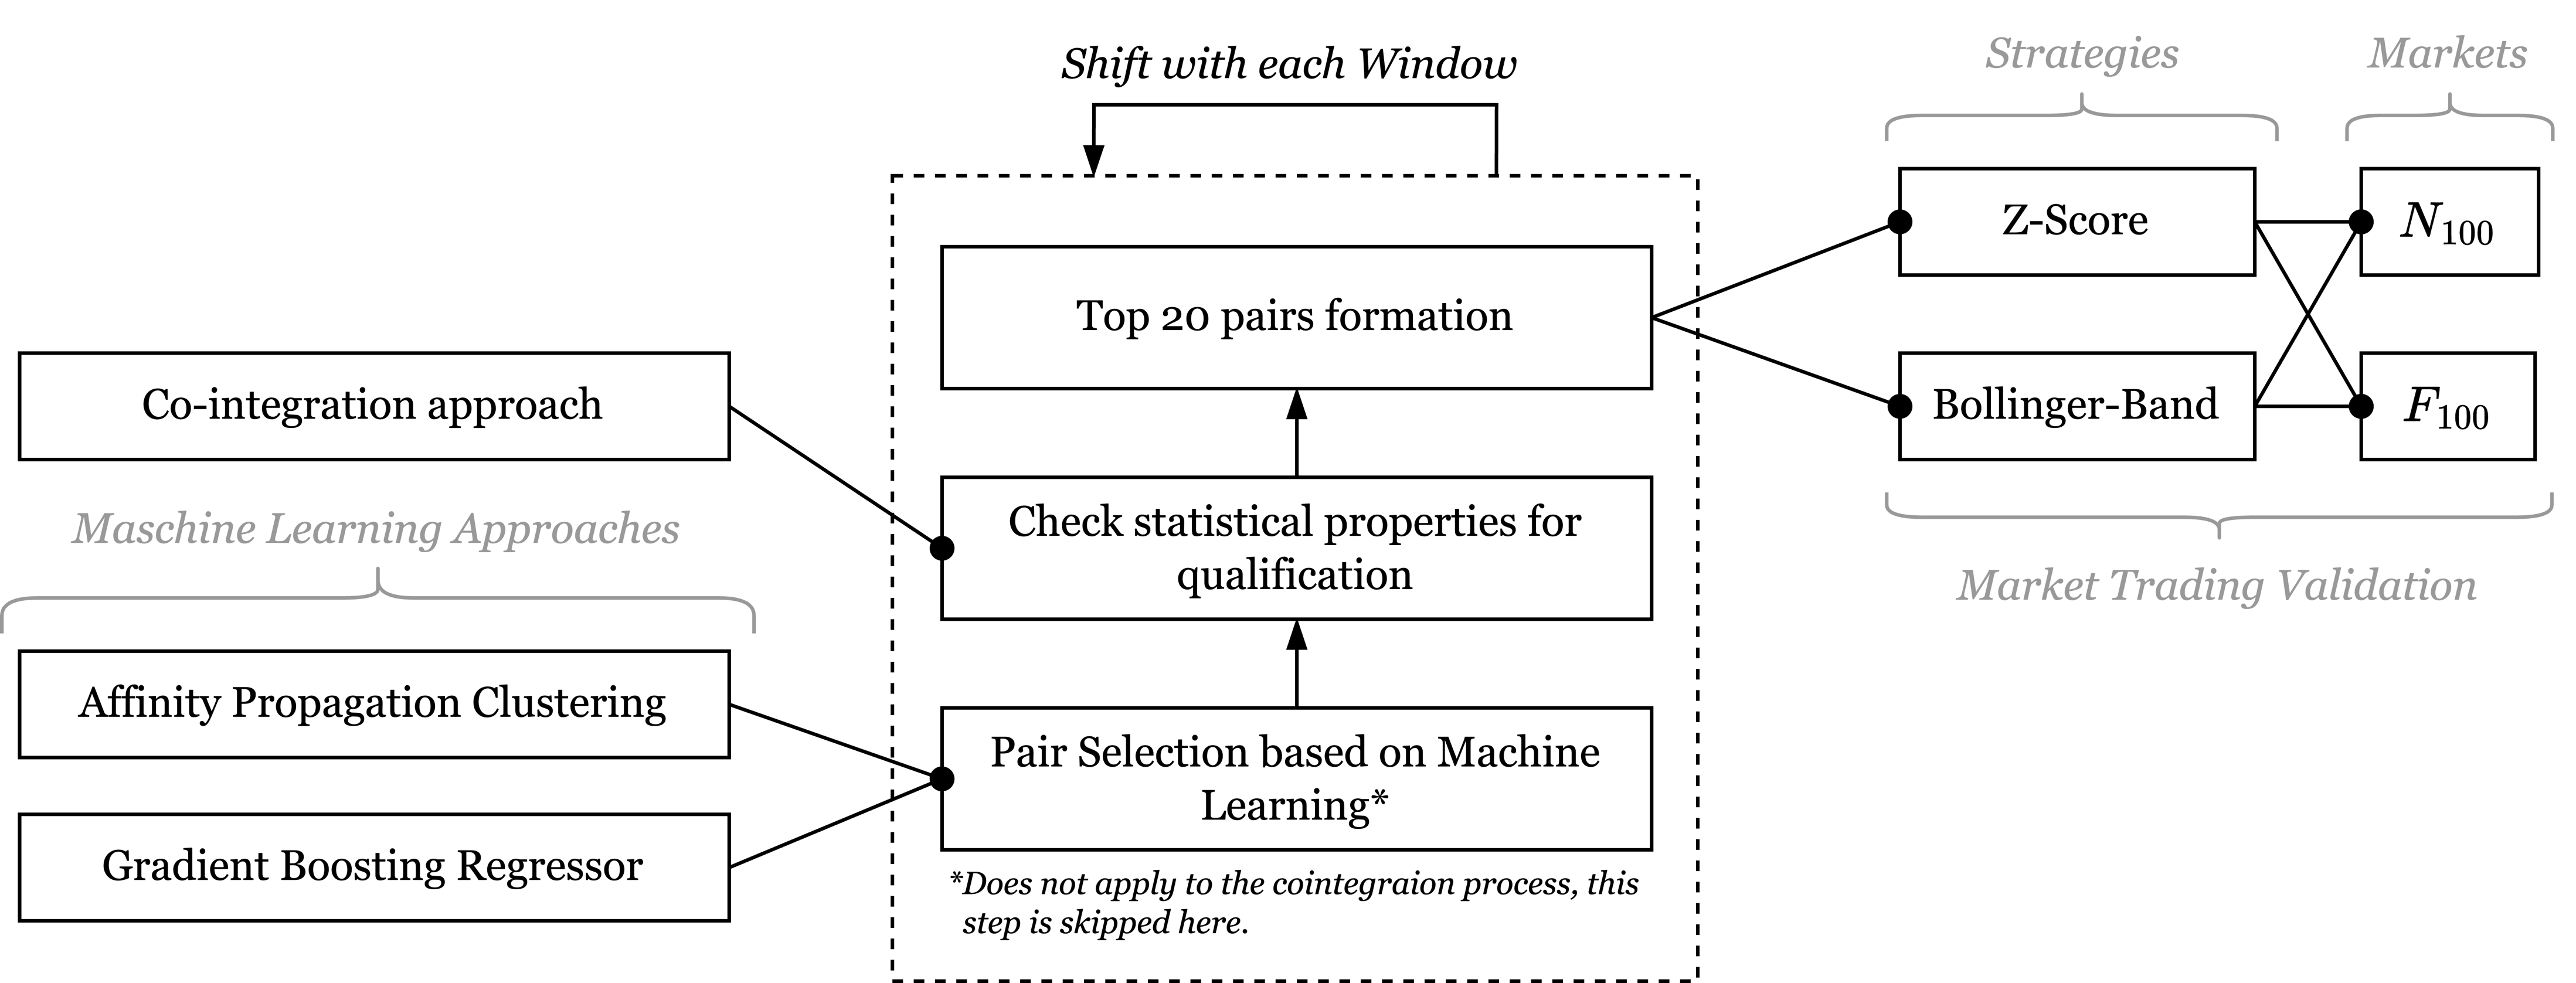 Shift with each Window
Strategies
Markets
Z-Score
N100
Top 20 pairs formation
Co-integration approach
Bollinger-Band
F100
Maschine Learning Approaches
Check statistical properties for
qualification
Market Trading Validation
Affinity Propagation Clustering
Pair Selection based on Machine
Learning*
Gradient Boosting Regressor
*Does not apply to the cointegraion process, this
step is skipped here.